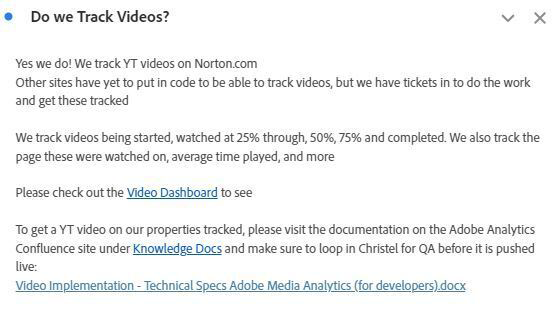 Do we Track Videos?
Yes we do! We track YT videos on Norton.com
Other sites have yet to put in code to be able to track videos, but we have tickets in to do the work
and get these tracked
We track videos being started, watched at 25% through, 50%, 75% and completed. We also track the
page these were watched on, average time played, and more
Please check out the Video Dashboard to see
To get a YT video on our properties tracked, please visit the documentation on the Adobe Analytics
Confluence site under Knowledge Docs and make sure to loop in Christel for QA before it is pushed
live:
Video Implementation - Technical Specs Adobe Media Analytics (for developers).docx